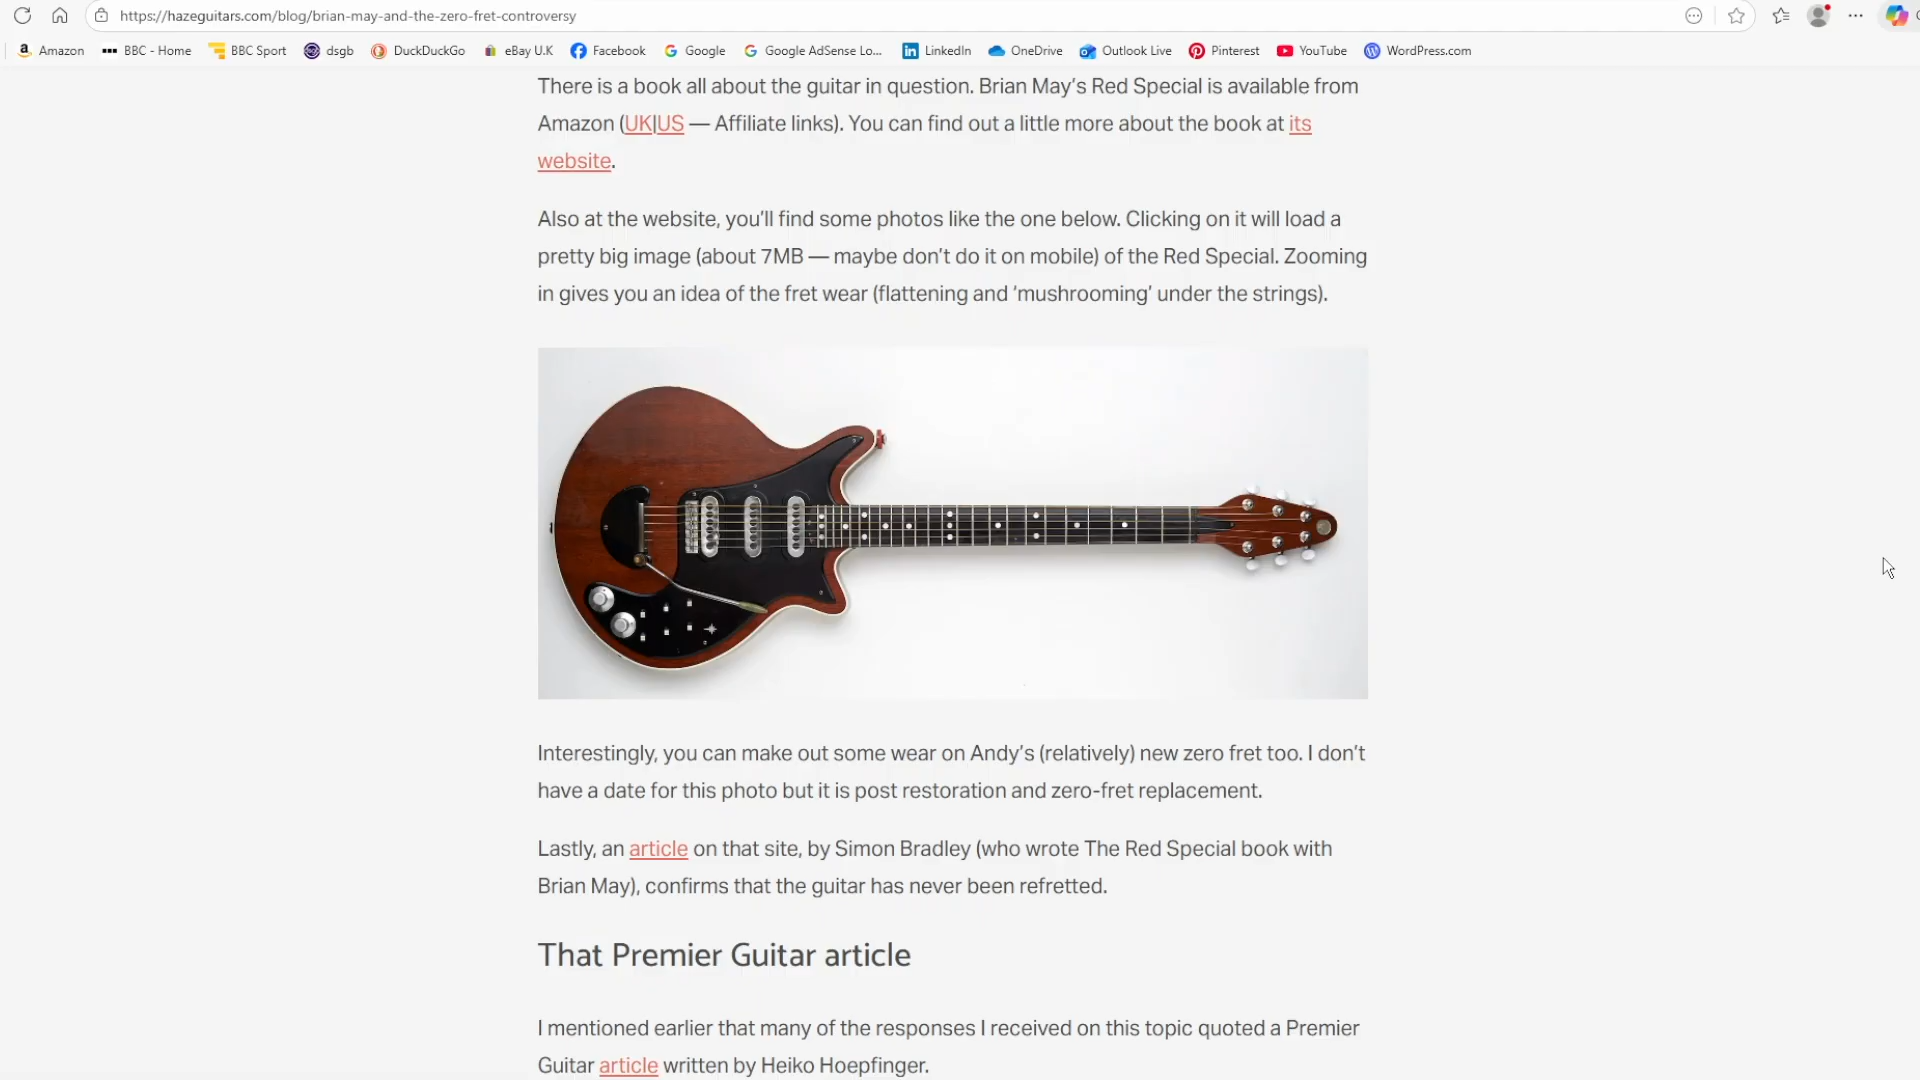 https://hazeguitars.com/blog/brian-may-and-the-zero-fret-controversy
Amazon BBC - Home BBC Sport dsgb DuckDuckGo eBay U.K Facebook Google Google AdSense Lo... LinkedIn OneDrive Outlook Live Pinterest YouTube WordPress.com
There is a book all about the guitar in question. Brian May’s Red Special is available from
Amazon (UK|US — Affiliate links). You can find out a little more about the book at its
website.
Also at the website, you’ll find some photos like the one below. Clicking on it will load a
pretty big image (about 7MB — maybe don’t do it on mobile) of the Red Special. Zooming
in gives you an idea of the fret wear (flattening and ‘mushrooming’ under the strings).
Interestingly, you can make out some wear on Andy’s (relatively) new zero fret too. I don’t
have a date for this photo but it is post restoration and zero-fret replacement.
Lastly, an article on that site, by Simon Bradley (who wrote The Red Special book with
Brian May), confirms that the guitar has never been refretted.
That Premier Guitar article
I mentioned earlier that many of the responses I received on this topic quoted a Premier
Guitar article written by Heiko Hoepfinger.